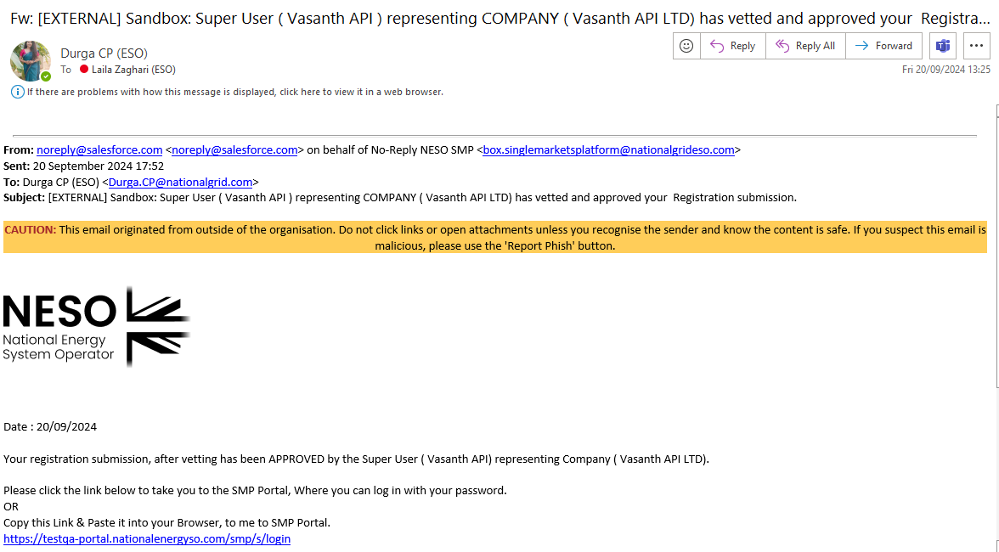 Fw: [EXTERNAL] Sandbox: Super User ( Vasanth API ) representing COMPANY ( Vasanth API LTD) has vetted and approved your  Registra...
Durga CP (ESO)
To Laila Zaghari (ESO)
Reply
Reply All
Forward
Fri 20/09/2024 13:25
If there are problems with how this message is displayed, click here to view it in a web browser.
From: noreply@salesforce.com <noreply@salesforce.com> on behalf of No-Reply NESO SMP <box.singlemarketsplatform@nationalgrideso.com>
Sent: 20 September 2024 17:52
To: Durga CP (ESO) <Durga.CP@nationalgrid.com>
Subject: [EXTERNAL] Sandbox: Super User ( Vasanth API ) representing COMPANY ( Vasanth API LTD) has vetted and approved your  Registration submission.
CAUTION: This email originated from outside of the organisation. Do not click links or open attachments unless you recognise the sender and know the content is safe. If you suspect this email is
malicious, please use the 'Report Phish' button.
NESO
National Energy
System Operator
Date : 20/09/2024
Your registration submission, after vetting has been APPROVED by the Super User ( Vasanth API) representing Company ( Vasanth API LTD).
Please click the link below to take you to the SMP Portal, Where you can log in with your password.
OR
Copy this Link & Paste it into your Browser, to me to SMP Portal.
https://testqa-portal.nationalenergyso.com/smp/s/login